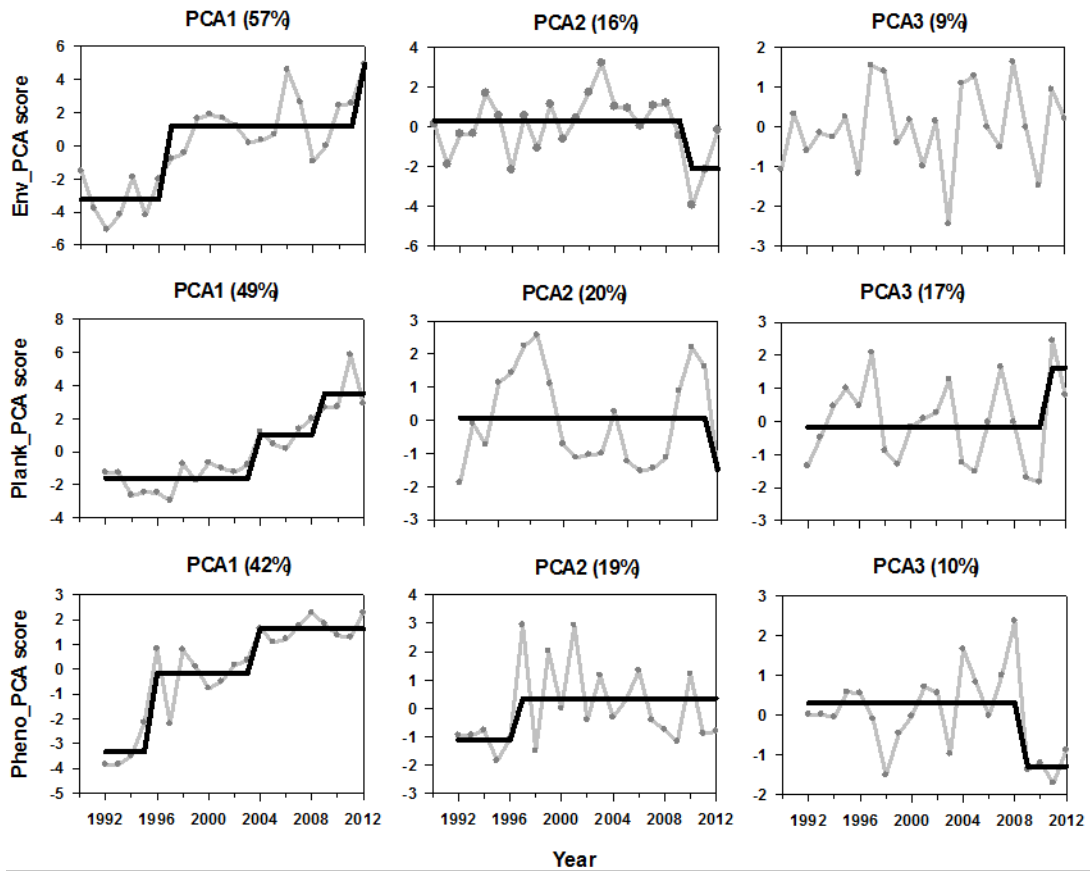 PCA1 (57%) PCA2 (16%) PCA3 (9%)
Env_PCA score
6 4 2 0 -2 -4 -6
4 2 0 -2 -4 -6
2 1 0 -1 -2 -3
PCA1 (49%) PCA2 (20%) PCA3 (17%)
Plank_PCA score
8 6 4 2 0 -2 -4
3 2 1 0 -1 -2 -3
3 2 1 0 -1 -2 -3
PCA1 (42%) PCA2 (19%) PCA3 (10%)
Pheno_PCA score
3 2 1 0 -1 -2 -3 -4 -5
4 3 2 1 0 -1 -2 -3
3 2 1 0 -1 -2
1992 1996 2000 2004 2008 2012
1992 1996 2000 2004 2008 2012
1992 1996 2000 2004 2008 2012
Year